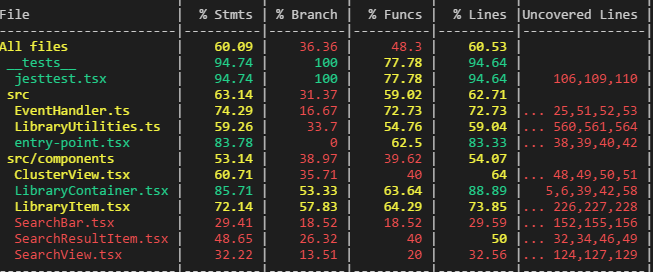 File | % Stmts | % Branch | % Funcs | % Lines |Uncovered Lines |
All files | 60.09 | 36.36 | 48.3 | 60.53 | |
__tests__ | 94.74 | 100 | 77.78 | 94.64 | |
jesttest.tsx | 94.74 | 100 | 77.78 | 94.64 | 106,109,110 |
src | 63.14 | 31.37 | 59.02 | 62.71 | |
EventHandler.ts | 74.29 | 16.67 | 72.73 | 72.73 |... 25,51,52,53 |
LibraryUtilities.ts | 59.26 | 33.7 | 54.76 | 59.04 |... 560,561,564 |
entry-point.tsx | 83.78 | 0 | 62.5 | 83.33 |... 38,39,40,42 |
src/components | 53.14 | 38.97 | 39.62 | 54.07 | |
ClusterView.tsx | 60.71 | 35.71 | 40 | 64 |... 48,49,50,51 |
LibraryContainer.tsx | 85.71 | 53.33 | 63.64 | 88.89 | 5,6,39,42,58 |
LibraryItem.tsx | 72.14 | 57.83 | 64.29 | 73.85 |... 226,227,228 |
SearchBar.tsx | 29.41 | 18.52 | 18.52 | 29.59 |... 152,155,156 |
SearchResultItem.tsx | 48.65 | 26.32 | 40 | 50 |... 32,34,46,49 |
SearchView.tsx | 32.22 | 13.51 | 20 | 32.56 |... 124,127,129 |